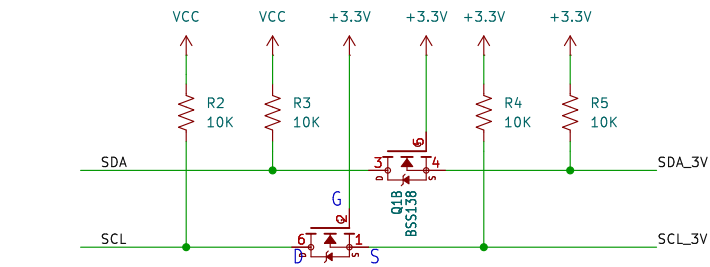 VCC VCC +3.3V +3.3V +3.3V +3.3V
R2 R3 R4 R5
10K 10K 10K 10K
5
SDA 3 4 SDA_3V
D S
Q1B
BSS138
G
2
SCL 6 1 SCL_3V
D S
D S